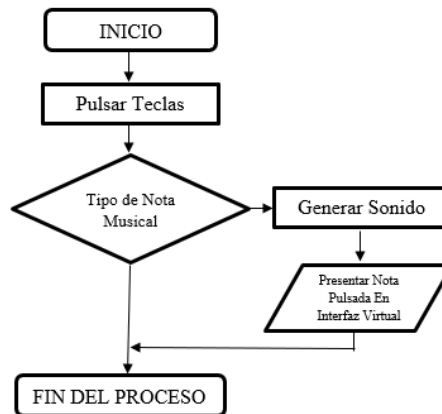 INICIO
Pulsar Teclas
Tipo de Nota
Musical
Generar Sonido
Presentar Nota
Pulsada En
Interfaz Virtual
FIN DEL PROCESO